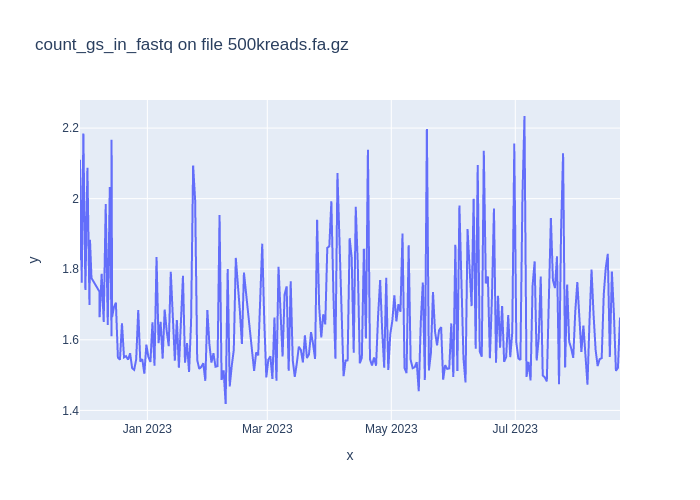 count_gs_in_fastq on file 500kreads.fa.gz
2.2
2
1.8
1.6
1.4
y
Jan 2023 Mar 2023 May 2023 Jul 2023
x